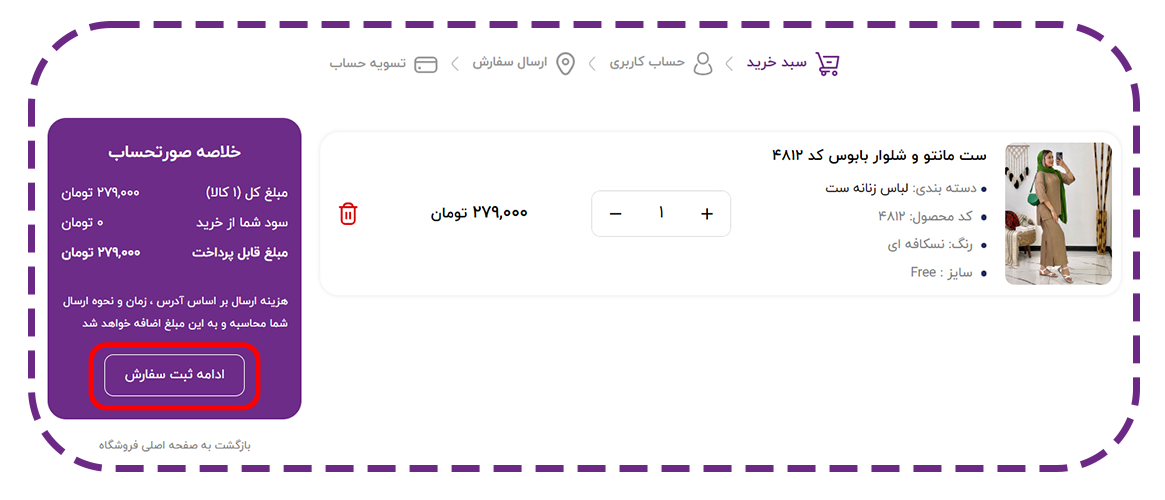 سبد خرید
حساب کاربری
ارسال سفارش
تسویه حساب
ست مانتو و شلوار بابوس کد ۴۸۱۲
دسته بندی: لباس زنانه ست
کد محصول: ۴۸۱۲
رنگ: نسکافه ای
سایز : Free
+ ۱ −
۲۷۹,۰۰۰ تومان
خلاصه صورتحساب
مبلغ کل (۱ کالا) ۲۷۹,۰۰۰ تومان
سود شما از خرید ۰ تومان
مبلغ قابل پرداخت ۲۷۹,۰۰۰ تومان
هزینه ارسال بر اساس آدرس ، زمان و نحوه ارسال
شما محاسبه و به این مبلغ اضافه خواهد شد
ادامه ثبت سفارش
بازگشت به صفحه اصلی فروشگاه